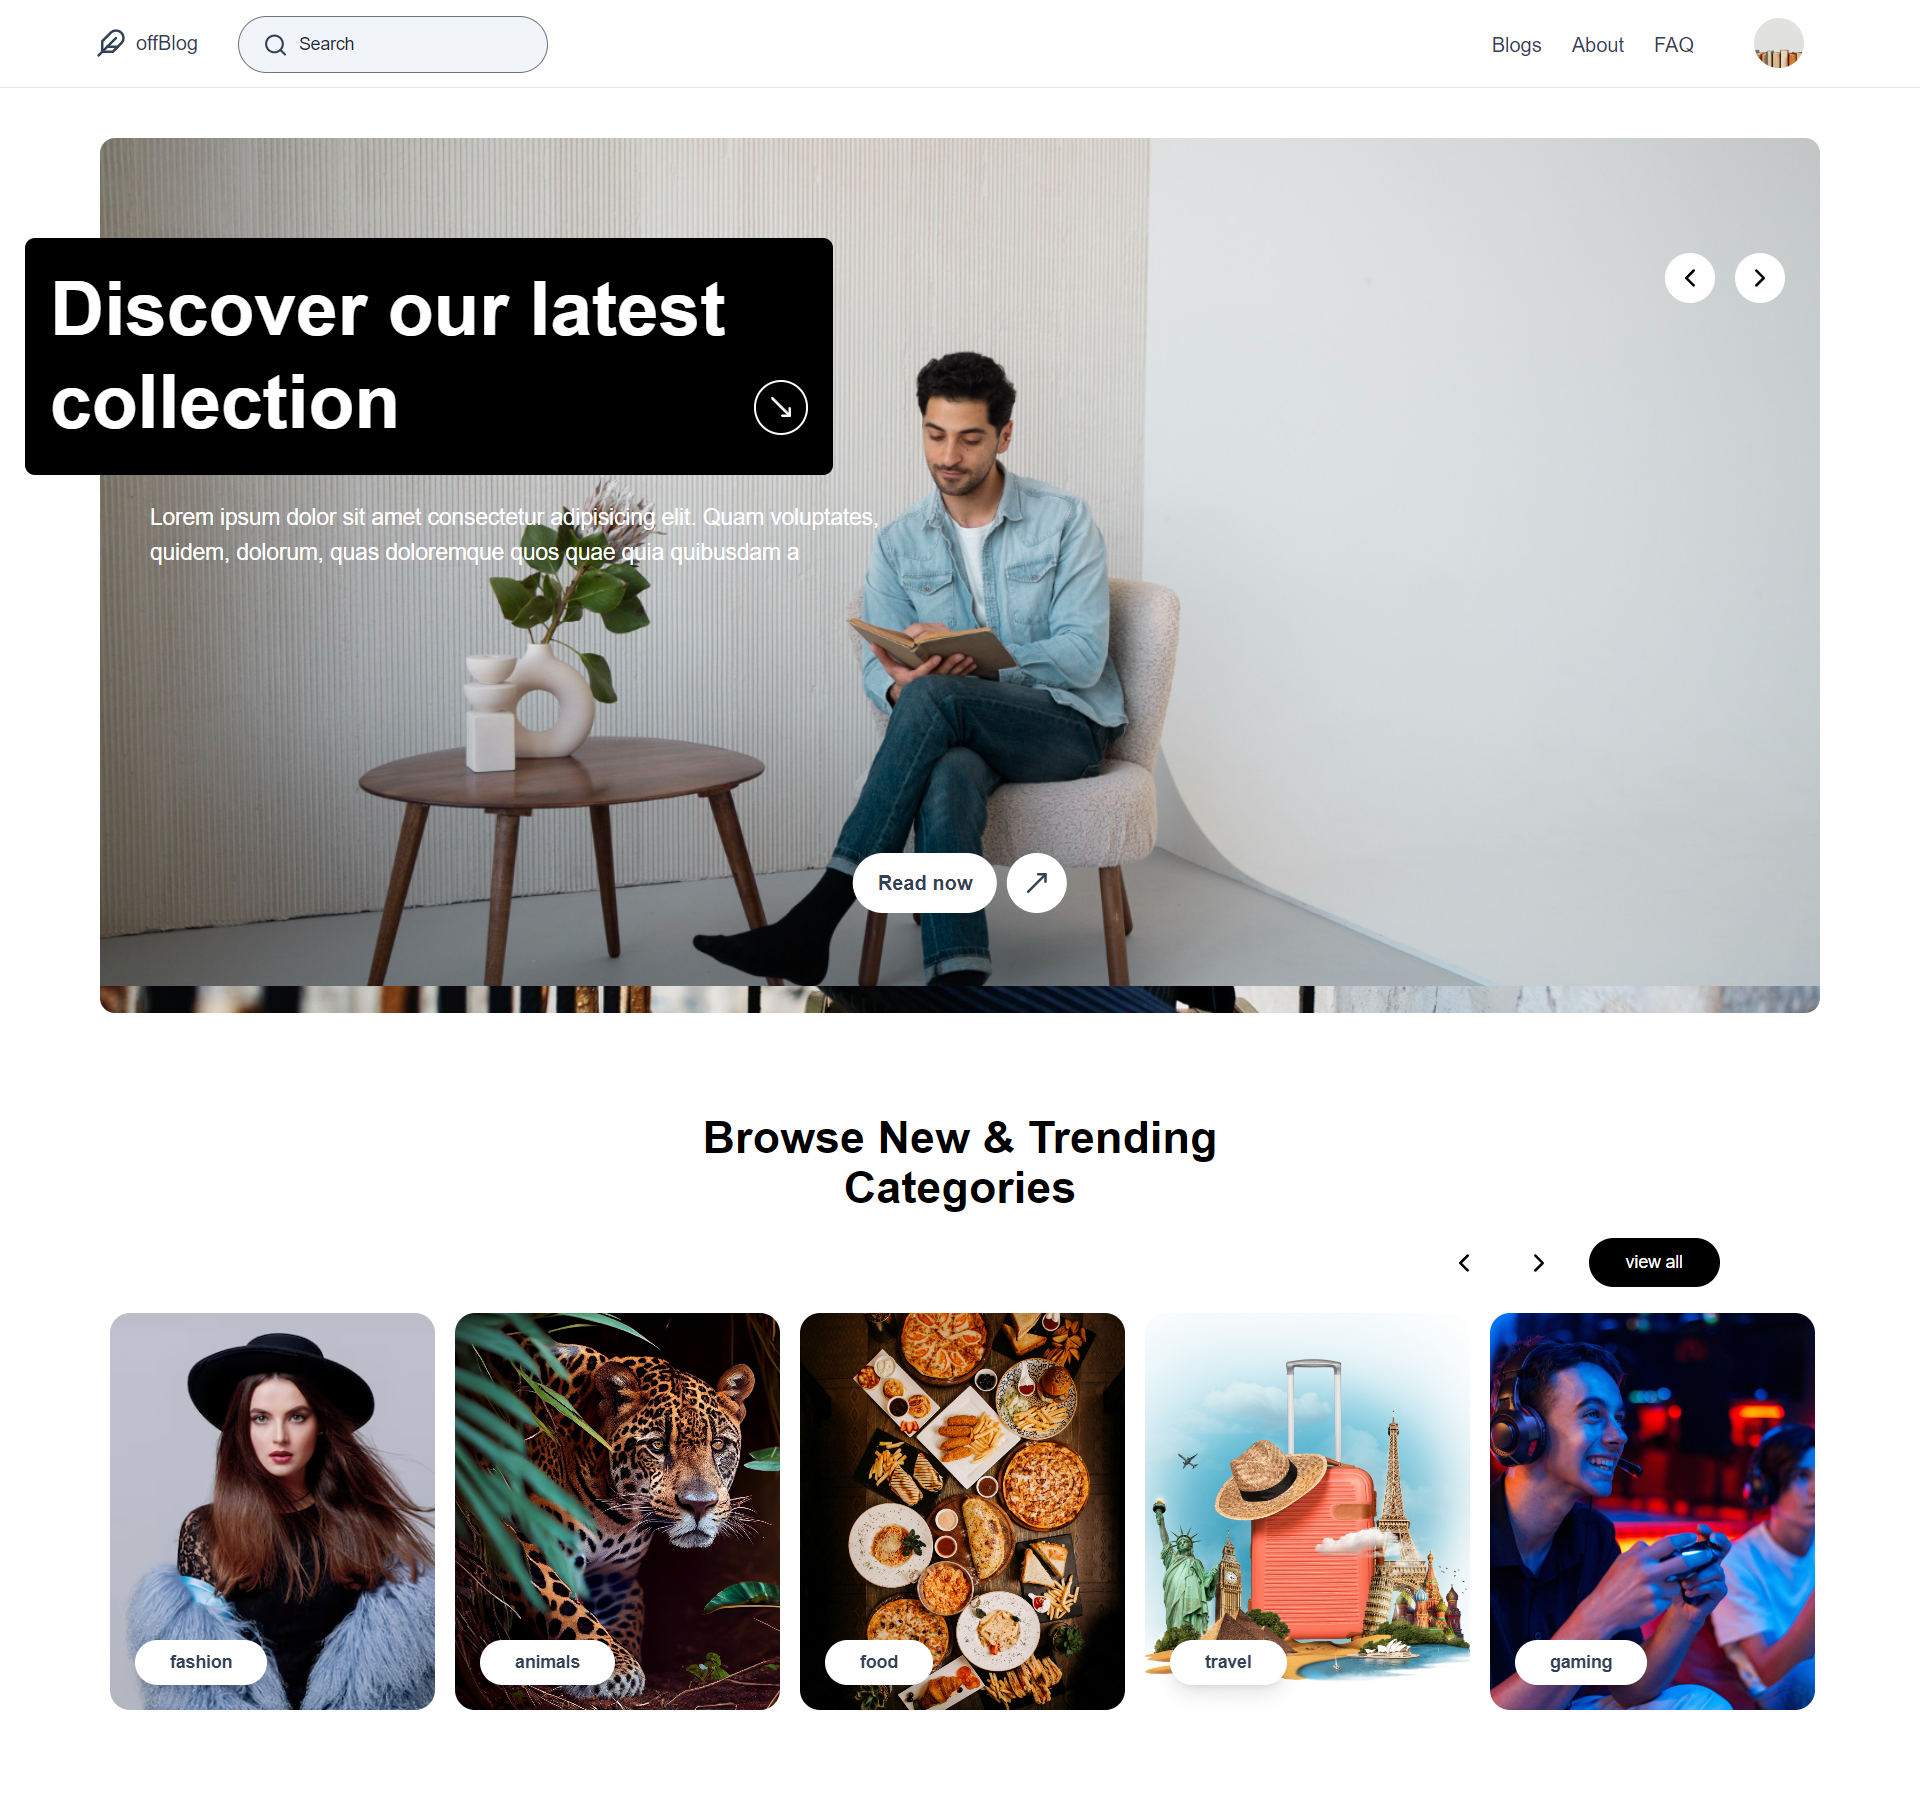 offBlog
Search
Blogs
About
FAQ
Discover our latest
collection
Lorem ipsum dolor sit amet consectetur adipisicing elit. Quam voluptates,
quidem, dolorum, quas doloremque quos quae quia quibusdam a
Read now
Browse New & Trending
Categories
view all
fashion
animals
food
travel
gaming